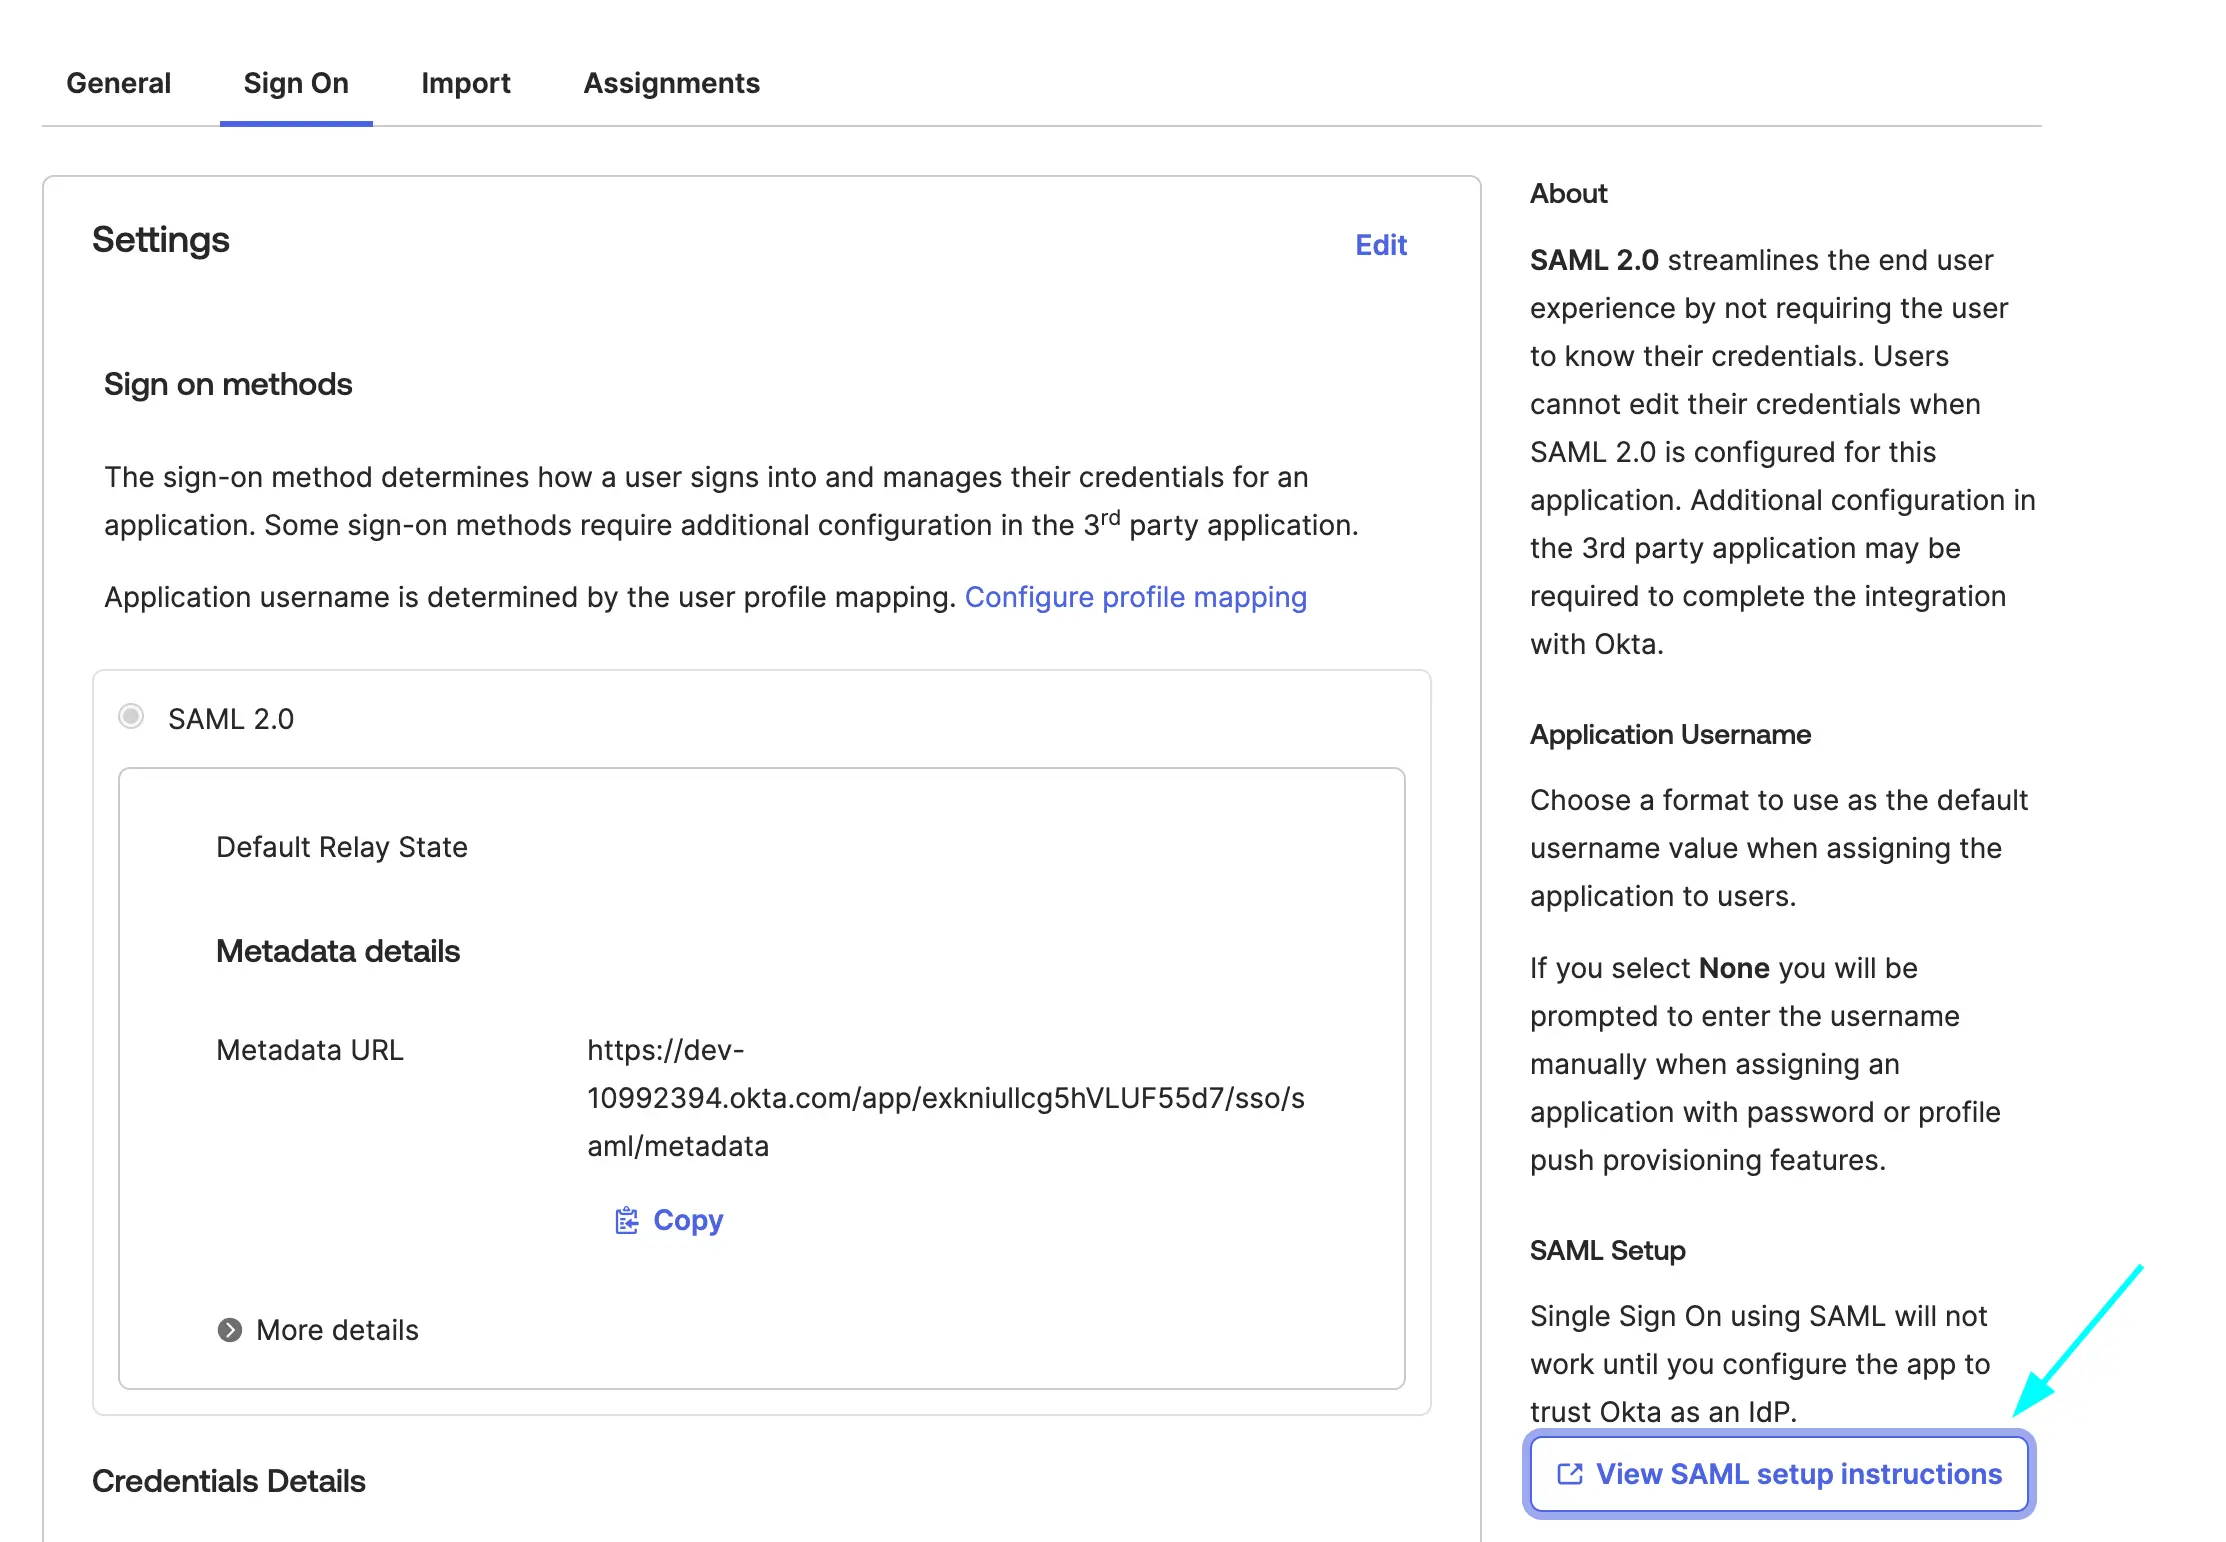 General
Sign On
Import
Assignments
Settings
Edit
Sign on methods
The sign-on method determines how a user signs into and manages their credentials for an
application. Some sign-on methods require additional configuration in the 3rd party application.
Application username is determined by the user profile mapping. Configure profile mapping
SAML 2.0
Default Relay State
Metadata details
Metadata URL
https://dev-
10992394.okta.com/app/exkniullcg5hVLUF55d7/sso/s
aml/metadata
Copy
More details
Credentials Details
About
SAML 2.0 streamlines the end user
experience by not requiring the user
to know their credentials. Users
cannot edit their credentials when
SAML 2.0 is configured for this
application. Additional configuration in
the 3rd party application may be
required to complete the integration
with Okta.
Application Username
Choose a format to use as the default
username value when assigning the
application to users.
If you select None you will be
prompted to enter the username
manually when assigning an
application with password or profile
push provisioning features.
SAML Setup
Single Sign On using SAML will not
work until you configure the app to
trust Okta as an IdP.
View SAML setup instructions